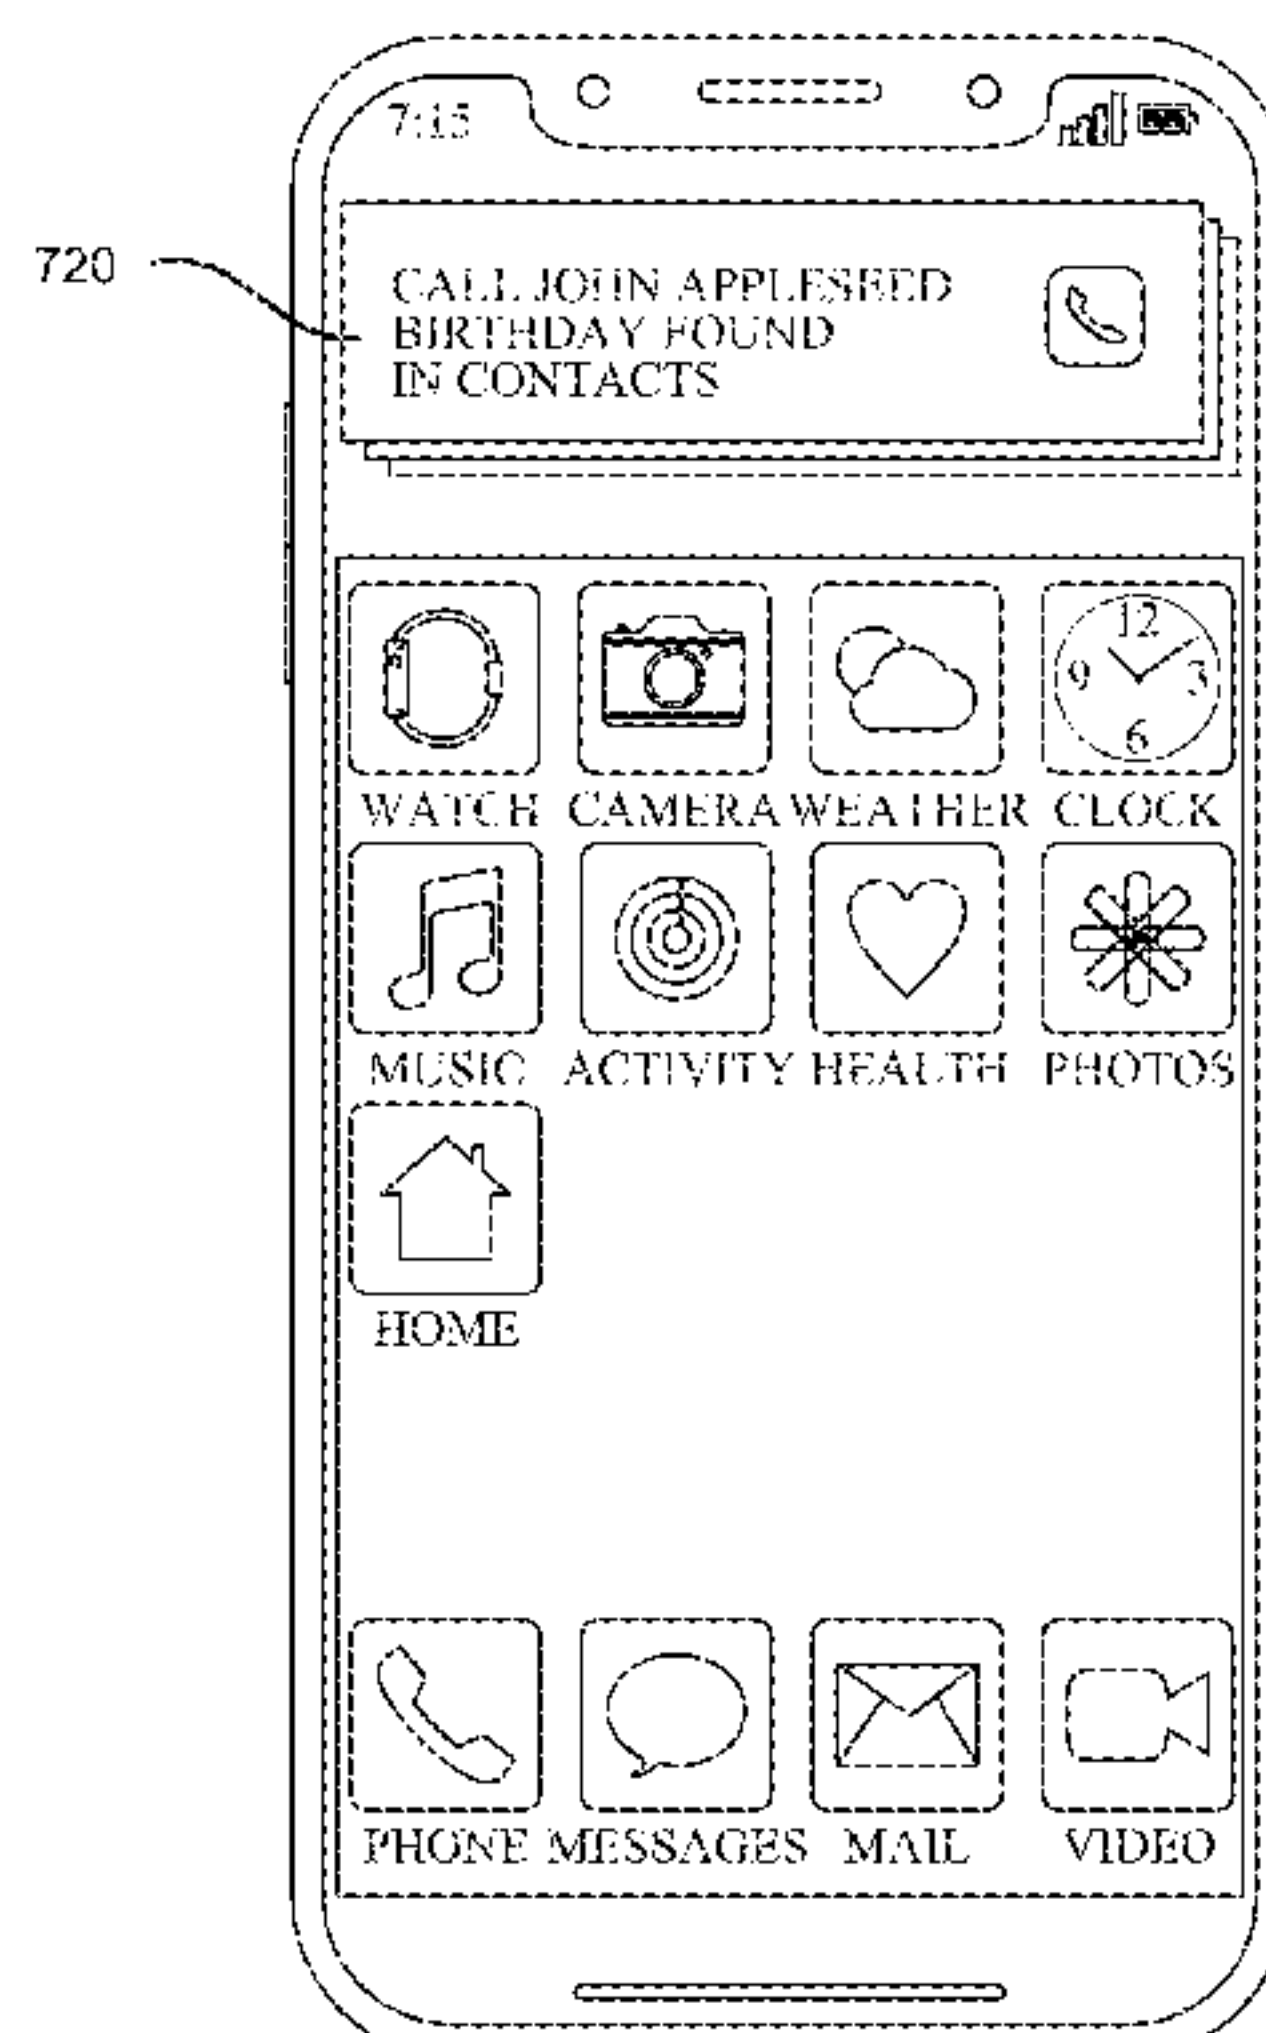 7:15
720
CALL JOHN APPLESEED
BIRTHDAY FOUND
IN CONTACTS
12
9 3
6
WATCH CAMERA WEATHER CLOCK
MUSIC ACTIVITY HEALTH PHOTOS
HOME
PHONE MESSAGES MAIL VIDEO